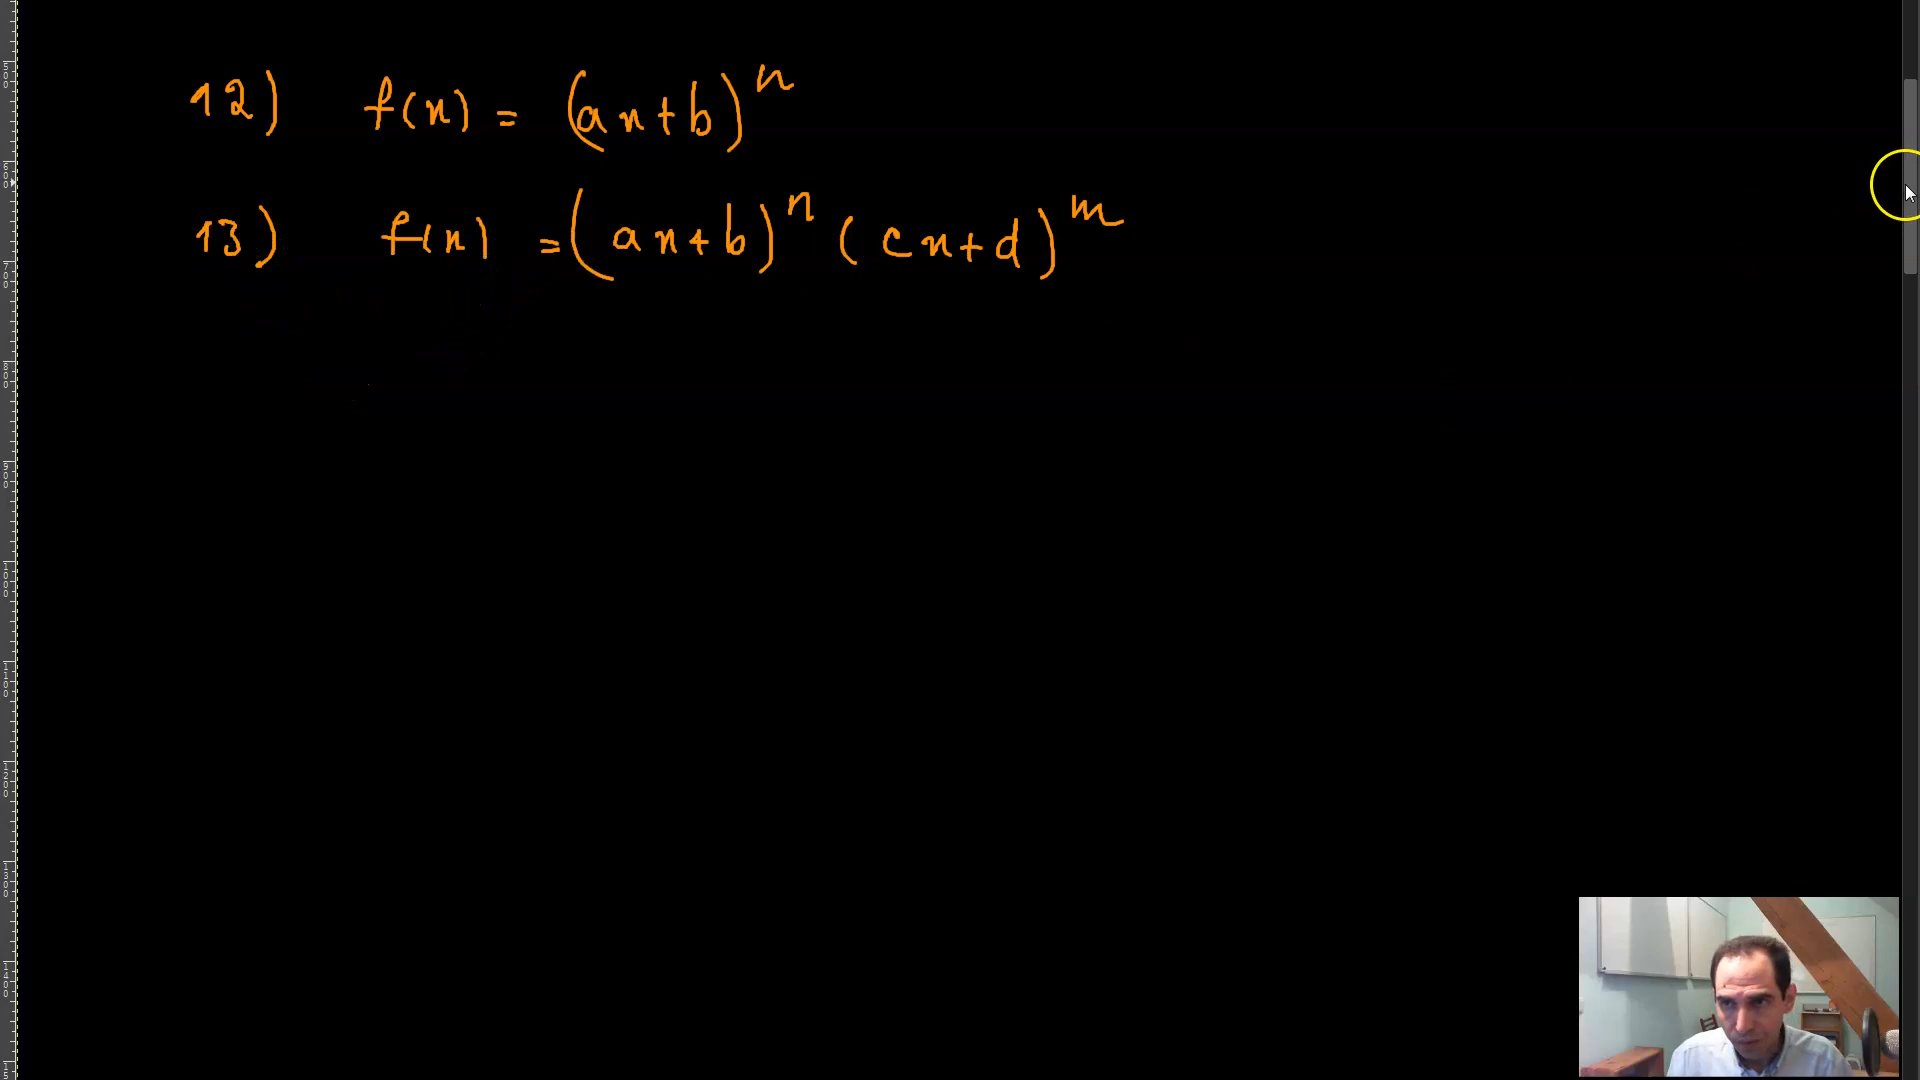 12) f(x) = (ax+b)^n
13) f(x) = (ax+b)^n (cx+d)^m